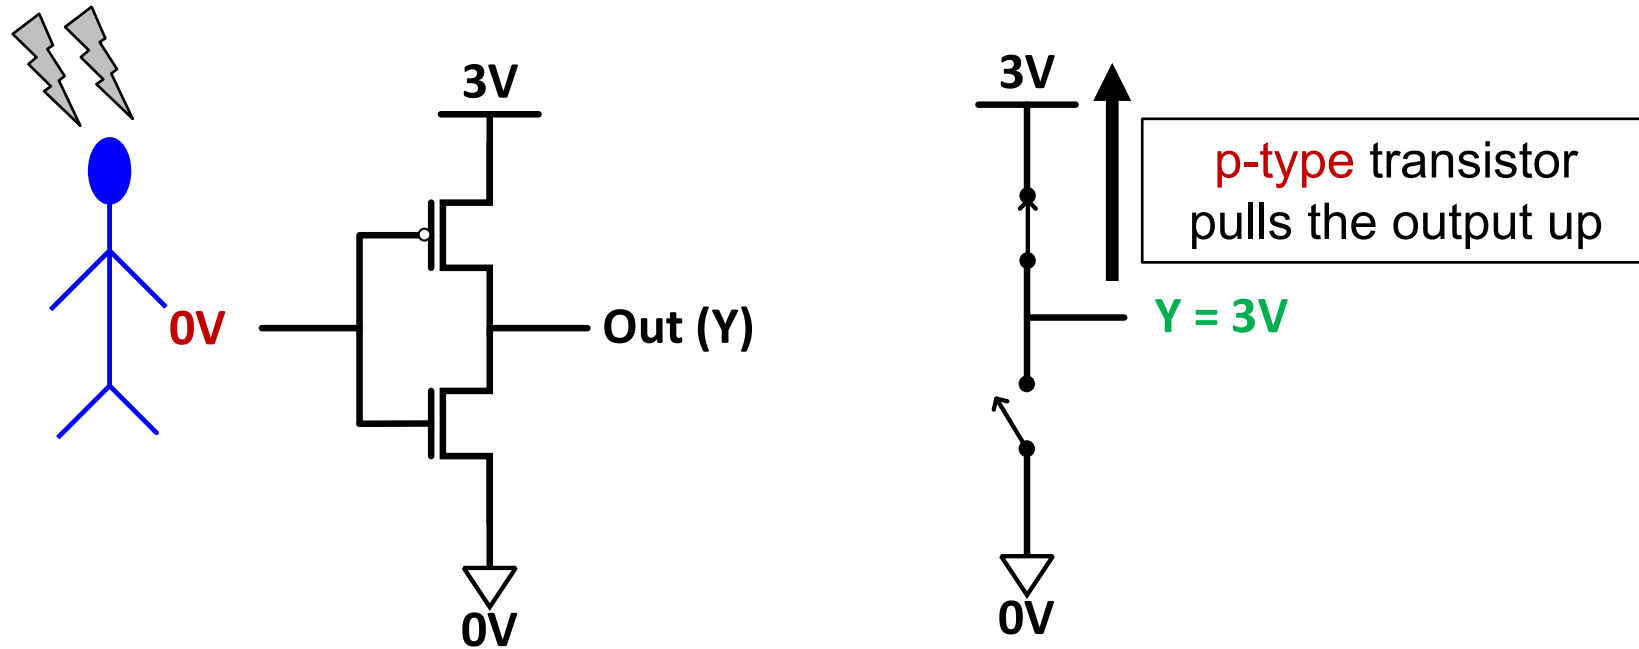 3V
0V
Out (Y)
0V
3V
p-type transistor
pulls the output up
Y = 3V
0V